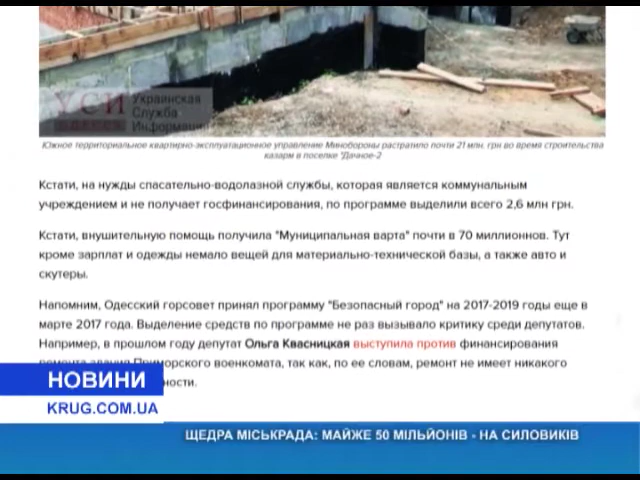 УСИ Украинская
Служба
ОДЕССА Информации
Южное территориальное квартирно-эксплуатационное управление Минобороны растратило почти 21 млн. грн во время строительства
казарм в поселке "Дачное-2
Кстати, на нужды спасательно-водолазной службы, которая является коммунальным
учреждением и не получает госфинансирования, по программе выделили всего 2,6 млн грн.
Кстати, внушительную помощь получила "Муниципальная варта" почти в 70 миллионов. Тут
кроме зарплат и одежды немало вещей для материально-технической базы, а также авто и
скутеры.
Напомним, Одесский горсовет принял программу "Безопасный город" на 2017-2019 годы еще в
марте 2017 года. Выделение средств по программе не раз вызывало критику среди депутатов.
Например, в прошлом году депутат Ольга Квасницкая выступила против финансирования
ремонта здания Приморского военкомата, так как, по ее словам, ремонт не имеет никакого
ности.
НОВИНИ
KRUG.COM.UA
ЩЕДРА МІСЬКРАДА: МАЙЖЕ 50 МІЛЬЙОНІВ - НА СИЛОВИКІВ